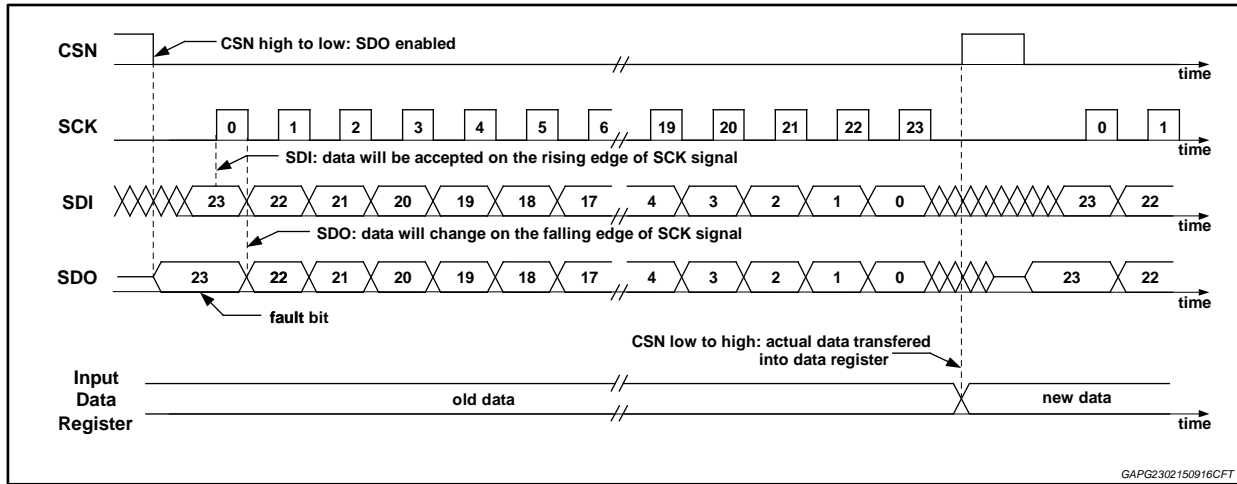 CSN
CSN high to low: SDO enabled
time
SCK
0 1 2 3 4 5 6 19 20 21 22 23 0 1
time
SDI: data will be accepted on the rising edge of SCK signal
SDI
23 22 21 20 19 18 17 4 3 2 1 0 23 22
time
SDO: data will change on the falling edge of SCK signal
SDO
23 22 21 20 19 18 17 4 3 2 1 0 23 22
time
fault bit
CSN low to high: actual data transfered
into data register
Input
Data
Register
old data
new data
time
GAPG2302150916CFT